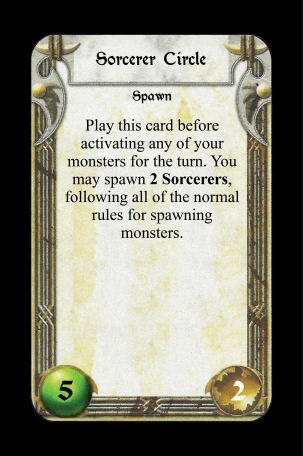 Sorcerer Circle
Spawn
Play this card before
activating any of your
monsters for the turn. You
may spawn 2 Sorcerers,
following all of the normal
rules for spawning
monsters.
5
2